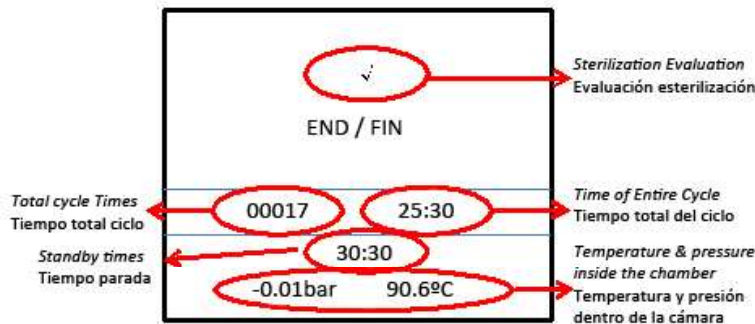 Sterilization Evaluation
Evaluación esterilización
√
END / FIN
Total cycle Times
Tiempo total ciclo
00017
25:30
Time of Entire Cycle
Tiempo total del ciclo
Standby times
Tiempo parada
30:30
-0.01bar 90.6ºC
Temperature & pressure
inside the chamber
Temperatura y presión
dentro de la cámara